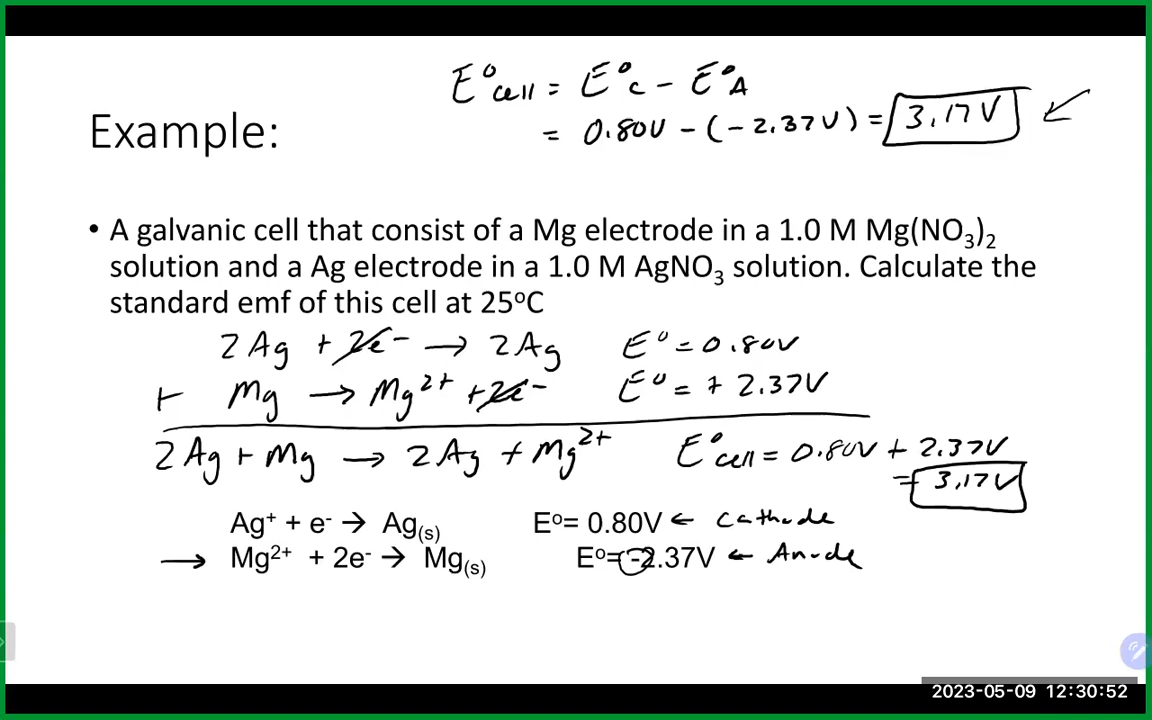 E°cell = E°c - E°A
= 0.80V - (-2.37V) = 3.17V ←
Example:
• A galvanic cell that consist of a Mg electrode in a 1.0 M Mg(NO₃)₂
solution and a Ag electrode in a 1.0 M AgNO₃ solution. Calculate the
standard emf of this cell at 25°C
2Ag + 2e⁻ → 2Ag E° = 0.80V
+ Mg → Mg²⁺ + 2e⁻ E° = + 2.37V
2Ag + Mg → 2Ag + Mg²⁺ E°cell = 0.80V + 2.37V
= 3.17V
Ag⁺ + e⁻ → Ag(s) E°= 0.80V ← Cathode
→ Mg²⁺ + 2e⁻ → Mg(s) E°= -2.37V ← Anode
2023-05-09 12:30:52